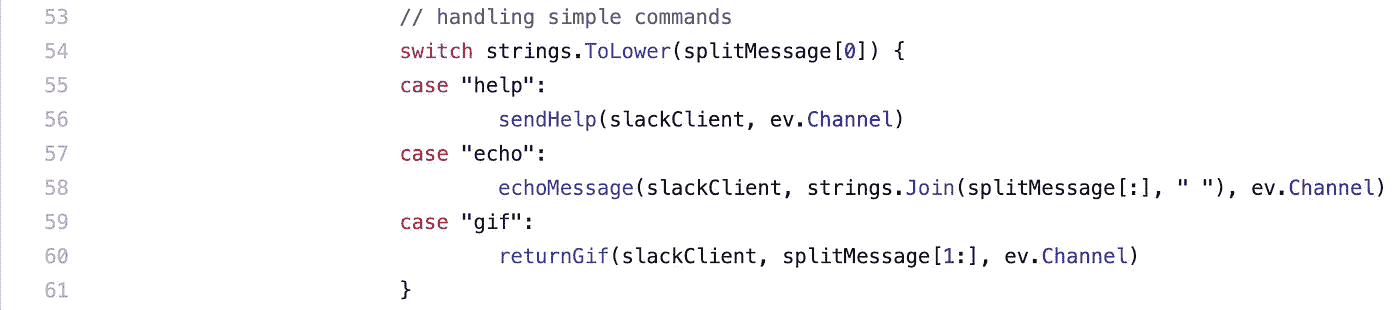 53 // handling simple commands
54 switch strings.ToLower(splitMessage[0]) {
55 case "help":
56 sendHelp(slackClient, ev.Channel)
57 case "echo":
58 echoMessage(slackClient, strings.Join(splitMessage[:], " "), ev.Channel)
59 case "gif":
60 returnGif(slackClient, splitMessage[1:], ev.Channel)
61 }